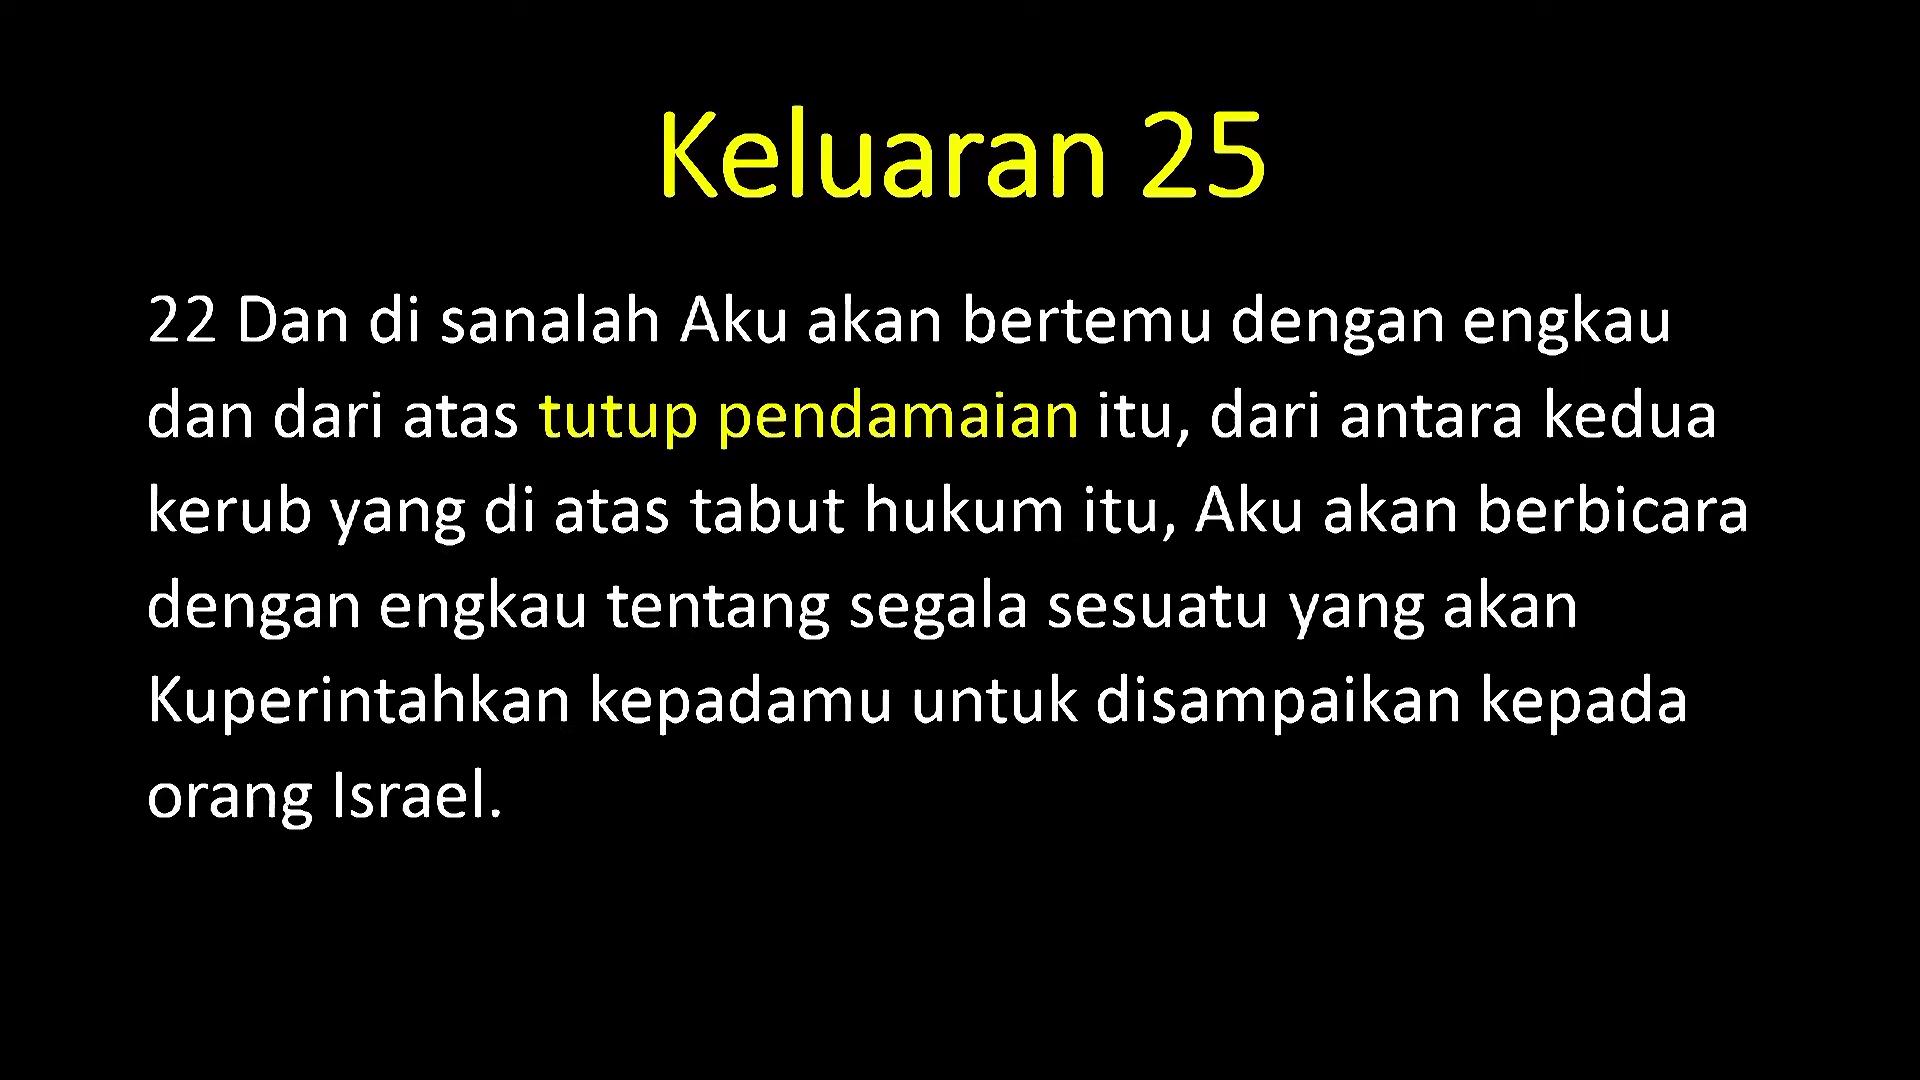 Keluaran 25
22 Dan di sanalah Aku akan bertemu dengan engkau
dan dari atas tutup pendamaian itu, dari antara kedua
kerub yang di atas tabut hukum itu, Aku akan berbicara
dengan engkau tentang segala sesuatu yang akan
Kuperintahkan kepadamu untuk disampaikan kepada
orang Israel.